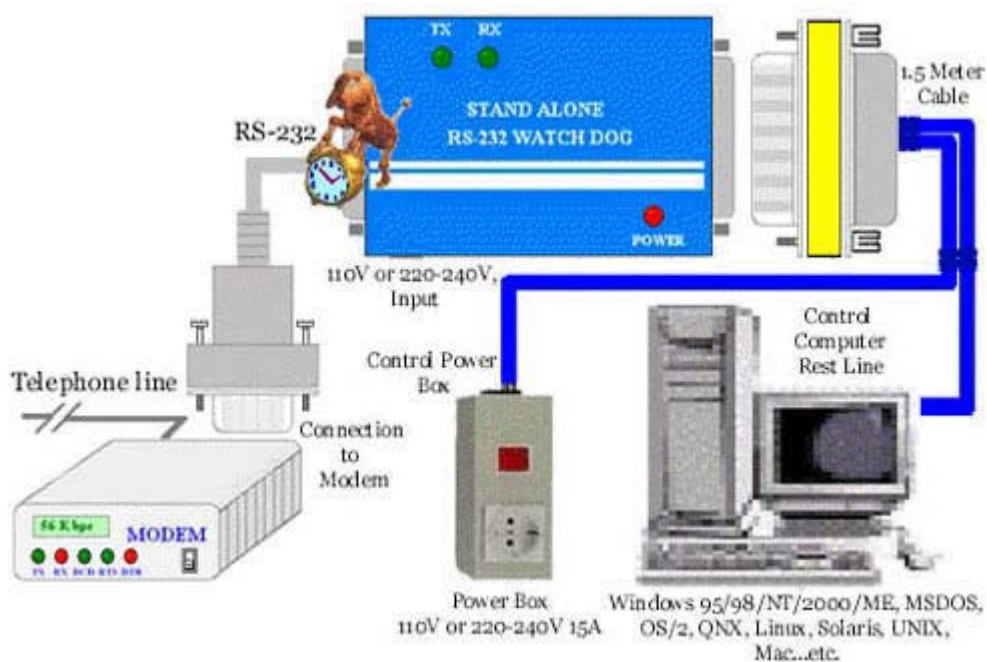 TX RX
STAND ALONE
RS-232 WATCH DOG
POWER
RS-232
1.5 Meter
Cable
110V or 220-240V,
Input
Control Power
Box
Control
Computer
Rest Line
Telephone line
Connection
to
Modem
56 Kbps
MODEM
TX RX DCD RTS DTR
Power Box
110V or 220-240V 15A
Windows 95/98/NT/2000/ME, MSDOS,
OS/2, QNX, Linux, Solaris, UNIX,
Mac...etc.